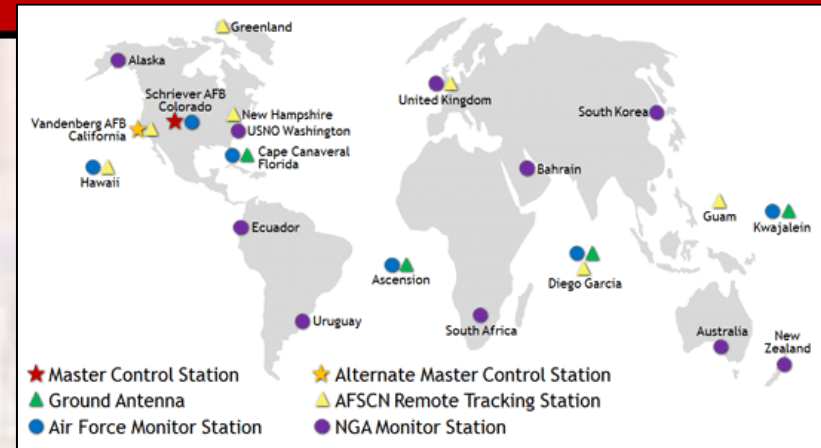 Greenland
Alaska
Schriever AFB
Colorado
Vandenberg AFB
California
New Hampshire
USNO Washington
Cape Canaveral
Florida
Hawaii
United Kingdom
South Korea
Bahrain
Guam
Kwajalein
Ecuador
Ascension
Diego Garcia
Uruguay
South Africa
Australia
New
Zealand
Master Control Station
Alternate Master Control Station
Ground Antenna
AFSCN Remote Tracking Station
Air Force Monitor Station
NGA Monitor Station